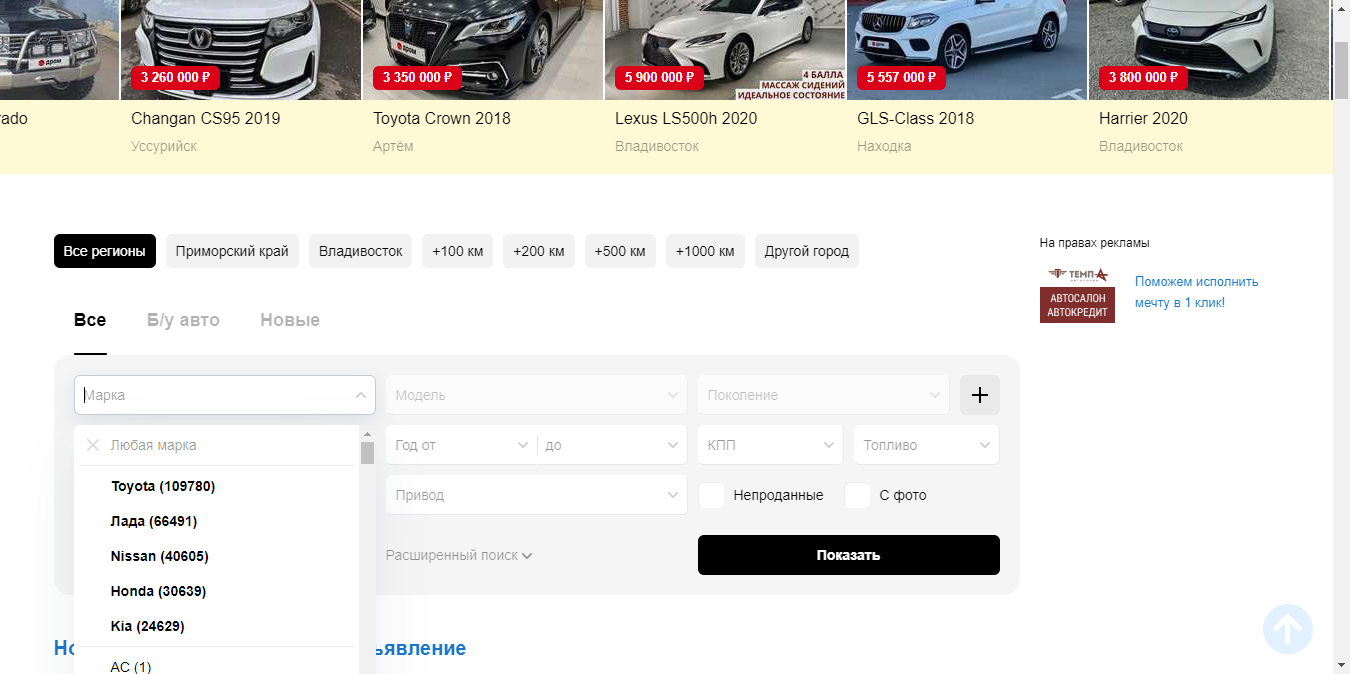 дром
3 260 000 ₽
3 350 000 ₽
дром
5 900 000 ₽
4 БАЛЛА
МАССАЖ СИДЕНИЙ
ИДЕАЛЬНОЕ СОСТОЯНИЕ
5 557 000 ₽
дром
3 800 000 ₽
rado
Changan CS95 2019
Toyota Crown 2018
Lexus LS500h 2020
GLS-Class 2018
Harrier 2020
Уссурийск
Артём
Владивосток
Находка
Владивосток
Все регионы
Приморский край
Владивосток
+100 км
+200 км
+500 км
+1000 км
Другой город
На правах рекламы
ТЕМП-А
АВТОСАЛОН
АВТОКРЕДИТ
Поможем исполнить
мечту в 1 клик!
Все
Б/у авто
Новые
Марка
Модель
Поколение
Любая марка
Год от
до
КПП
Топливо
Toyota (109780)
Привод
Непроданные
С фото
Лада (66491)
Nissan (40605)
Расширенный поиск
Показать
Honda (30639)
Kia (24629)
Но
ъявление
AC (1)